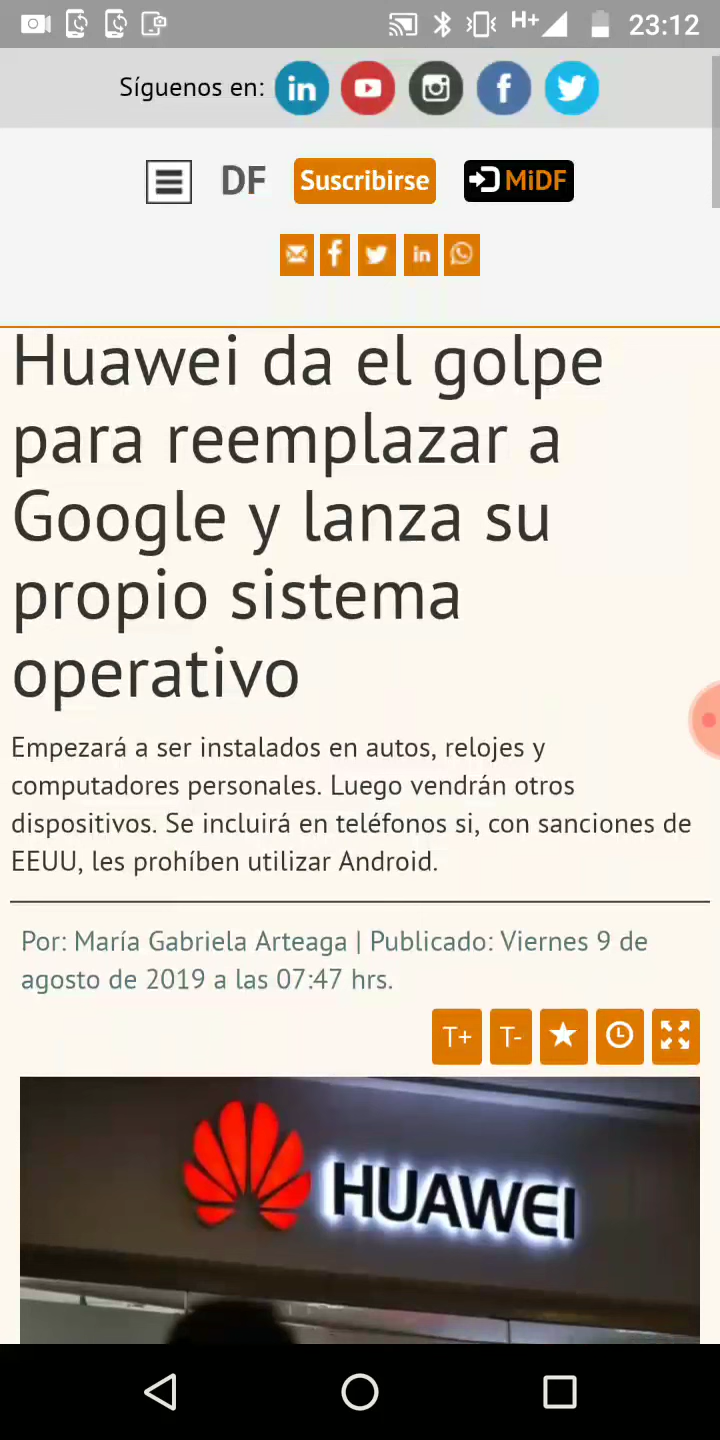 H+ 23:12
Síguenos en:
DF Suscribirse MiDF
Huawei da el golpe
para reemplazar a
Google y lanza su
propio sistema
operativo
Empezará a ser instalados en autos, relojes y
computadores personales. Luego vendrán otros
dispositivos. Se incluirá en teléfonos si, con sanciones de
EEUU, les prohíben utilizar Android.
Por: María Gabriela Arteaga | Publicado: Viernes 9 de
agosto de 2019 a las 07:47 hrs.
T+ T-
HUAWEI